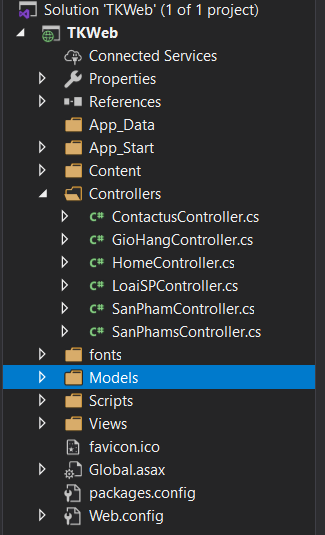 Solution 'TKWeb' (1 of 1 project)
TKWeb
Connected Services
Properties
References
App_Data
App_Start
Content
Controllers
C# ContactusController.cs
C# GioHangController.cs
C# HomeController.cs
C# LoaiSPController.cs
C# SanPhamController.cs
C# SanPhamsController.cs
fonts
Models
Scripts
Views
favicon.ico
Global.asax
packages.config
Web.config